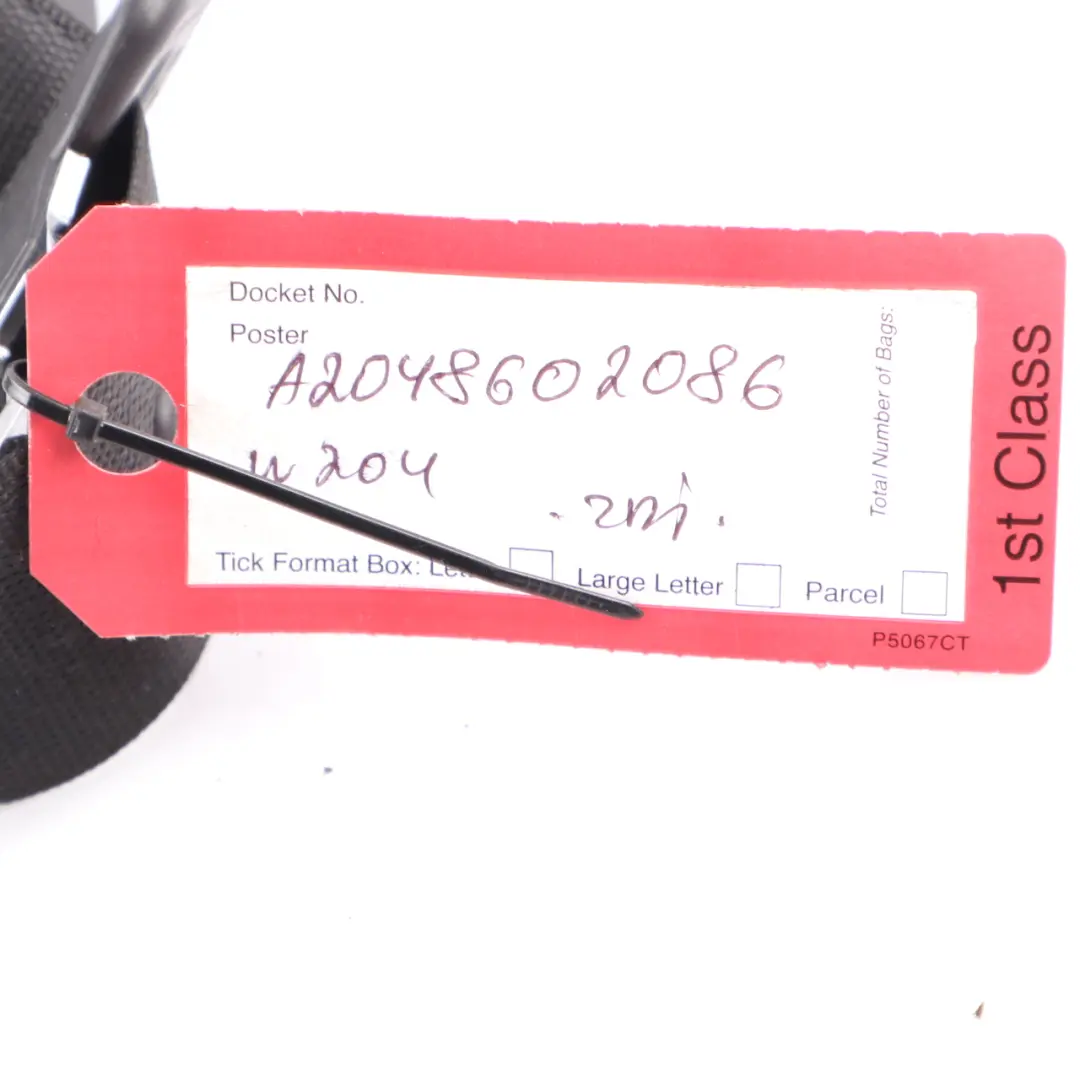 Docket No.
Poster
A2048602086
W204
Tick Format Box: Large Letter Parcel
Total Number of Bags:
1st Class
P5067CT